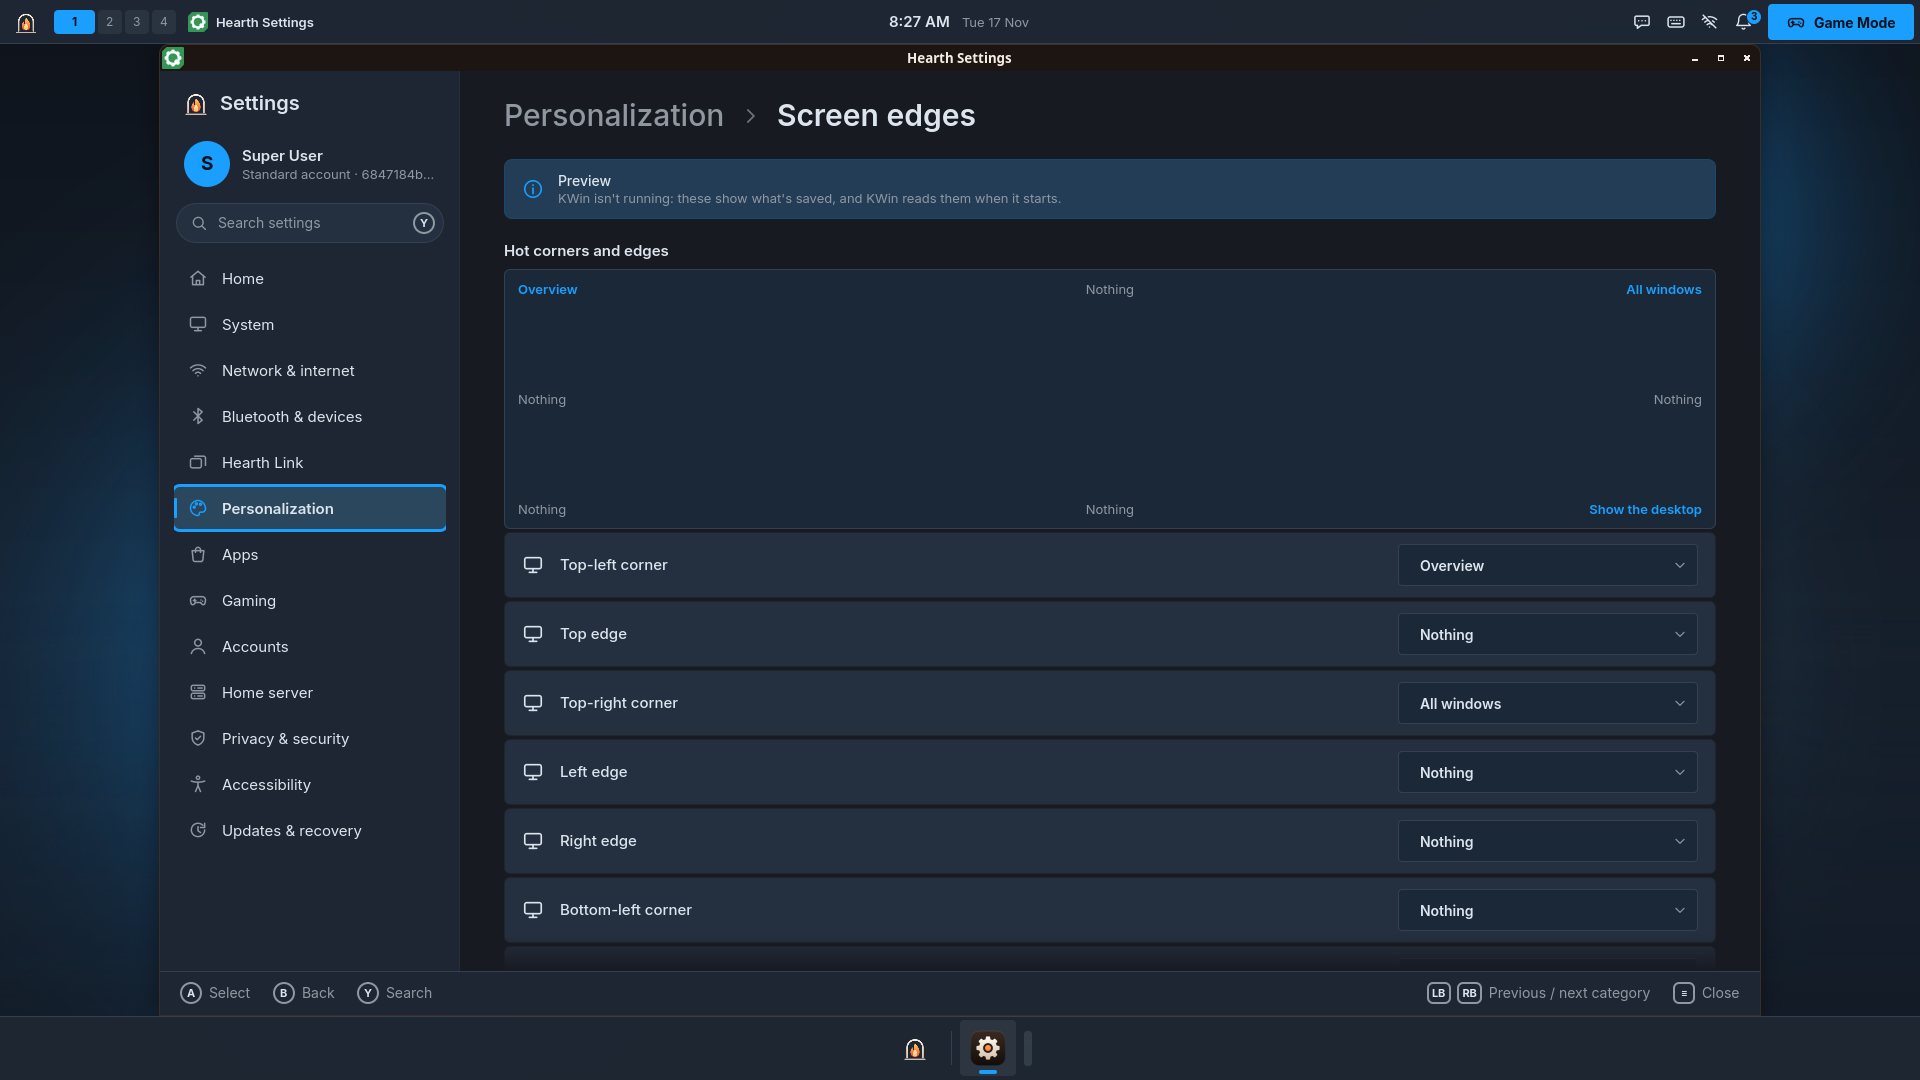 1 2 3 4 Hearth Settings 8:27 AM Tue 17 Nov 3 Game Mode
Hearth Settings
Settings
S Super User
Standard account · 6847184b...
Search settings Y
Home
System
Network & internet
Bluetooth & devices
Hearth Link
Personalization
Apps
Gaming
Accounts
Home server
Privacy & security
Accessibility
Updates & recovery
Personalization > Screen edges
Preview
KWin isn't running: these show what's saved, and KWin reads them when it starts.
Hot corners and edges
Overview Nothing All windows
Nothing Nothing
Nothing Nothing Show the desktop
Top-left corner Overview
Top edge Nothing
Top-right corner All windows
Left edge Nothing
Right edge Nothing
Bottom-left corner Nothing
A Select B Back Y Search LB RB Previous / next category ≡ Close